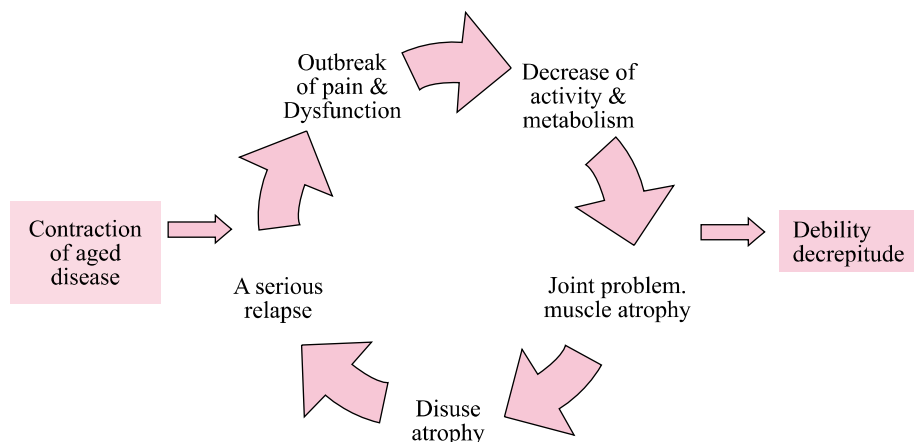 Outbreak
of pain &
Dysfunction
Decrease of
activity &
metabolism
Contraction
of aged
disease
Debility
decrepitude
A serious
relapse
Joint problem.
muscle atrophy
Disuse
atrophy